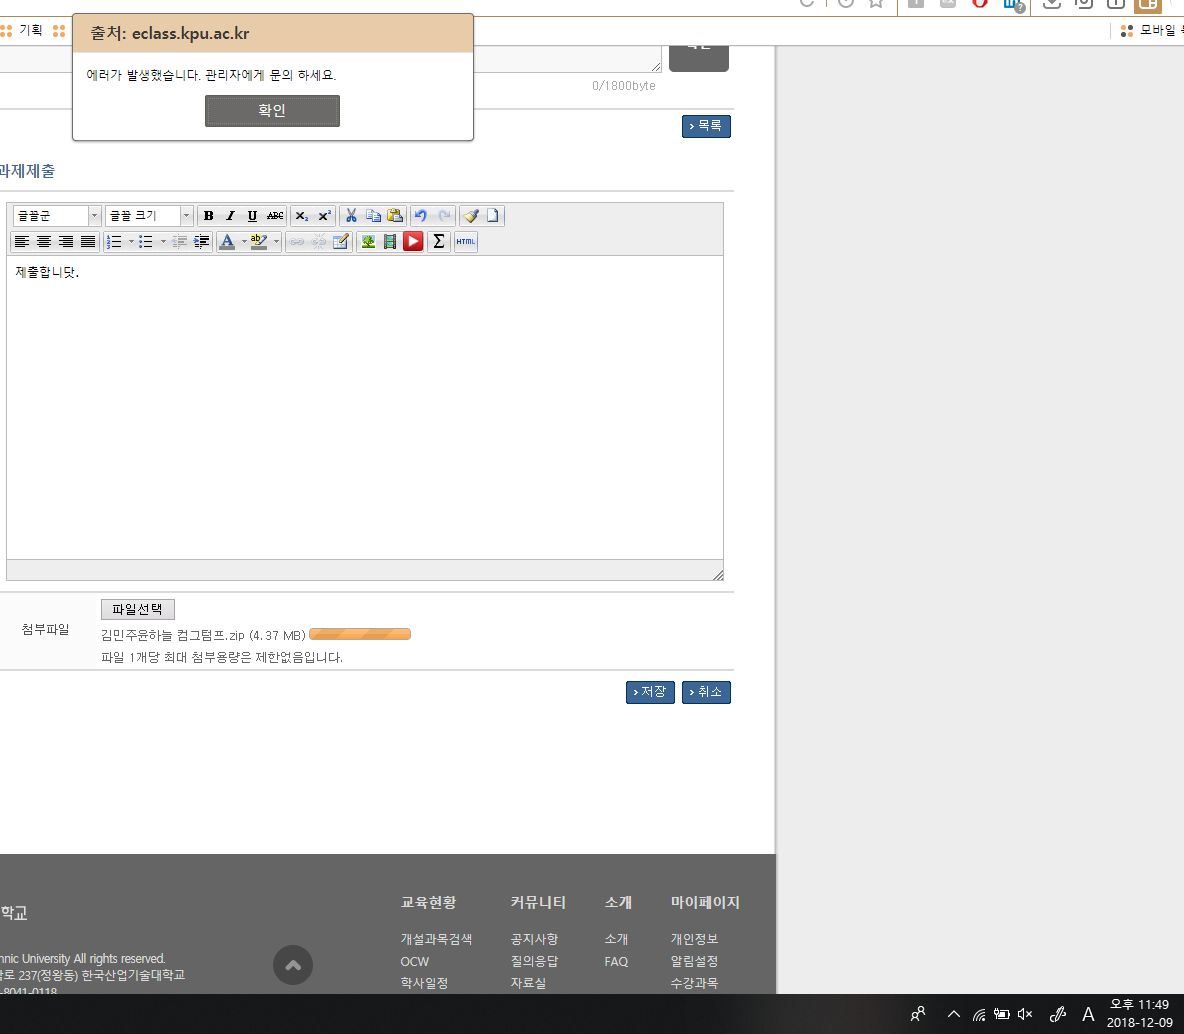 기획
출처: eclass.kpu.ac.kr
모바일
에러가 발생했습니다. 관리자에게 문의 하세요.
확인
0/1800byte
› 목록
과제제출
글꼴군
글꼴 크기
B I U ABC X₂ X²
A ab Σ HTML
제출합니닷.
첨부파일
파일선택
김민주윤하늘 컴그텀프.zip (4.37 MB)
파일 1개당 최대 첨부용량은 제한없음입니다.
› 저장
› 취소
교육현황
커뮤니티
소개
마이페이지
학교
개설과목검색
공지사항
소개
개인정보
nnic University All rights reserved.
OCW
질의응답
FAQ
알림설정
로 237(정왕동) 한국산업기술대학교
학사일정
자료실
수강과목
-8041-0118
A
오후 11:49
2018-12-09